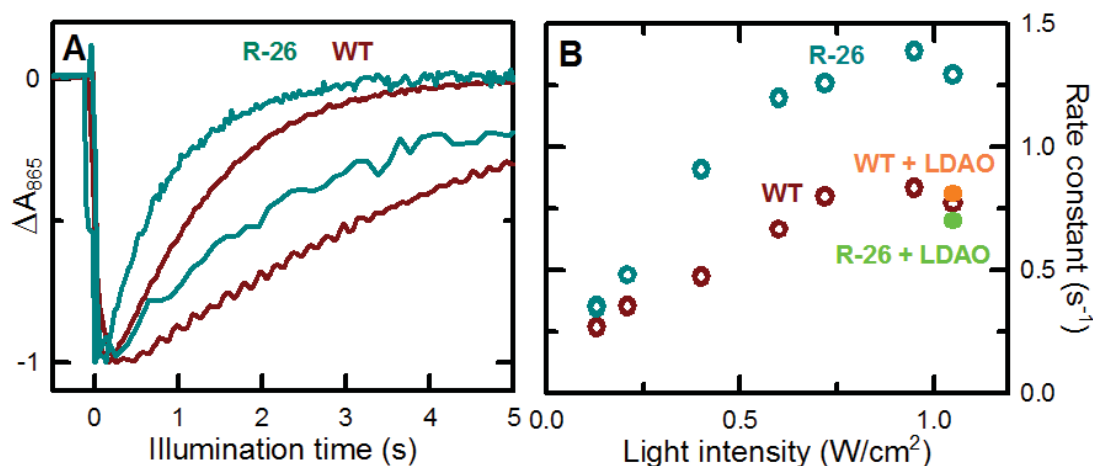 A
R-26 WT
0
-1
ΔA₈₆₅
0 1 2 3 4 5
Illumination time (s)
B
R-26
WT
WT + LDAO
R-26 + LDAO
1.5
1.0
0.5
0.0
Rate constant (s⁻¹)
0.0 0.5 1.0
Light intensity (W/cm²)